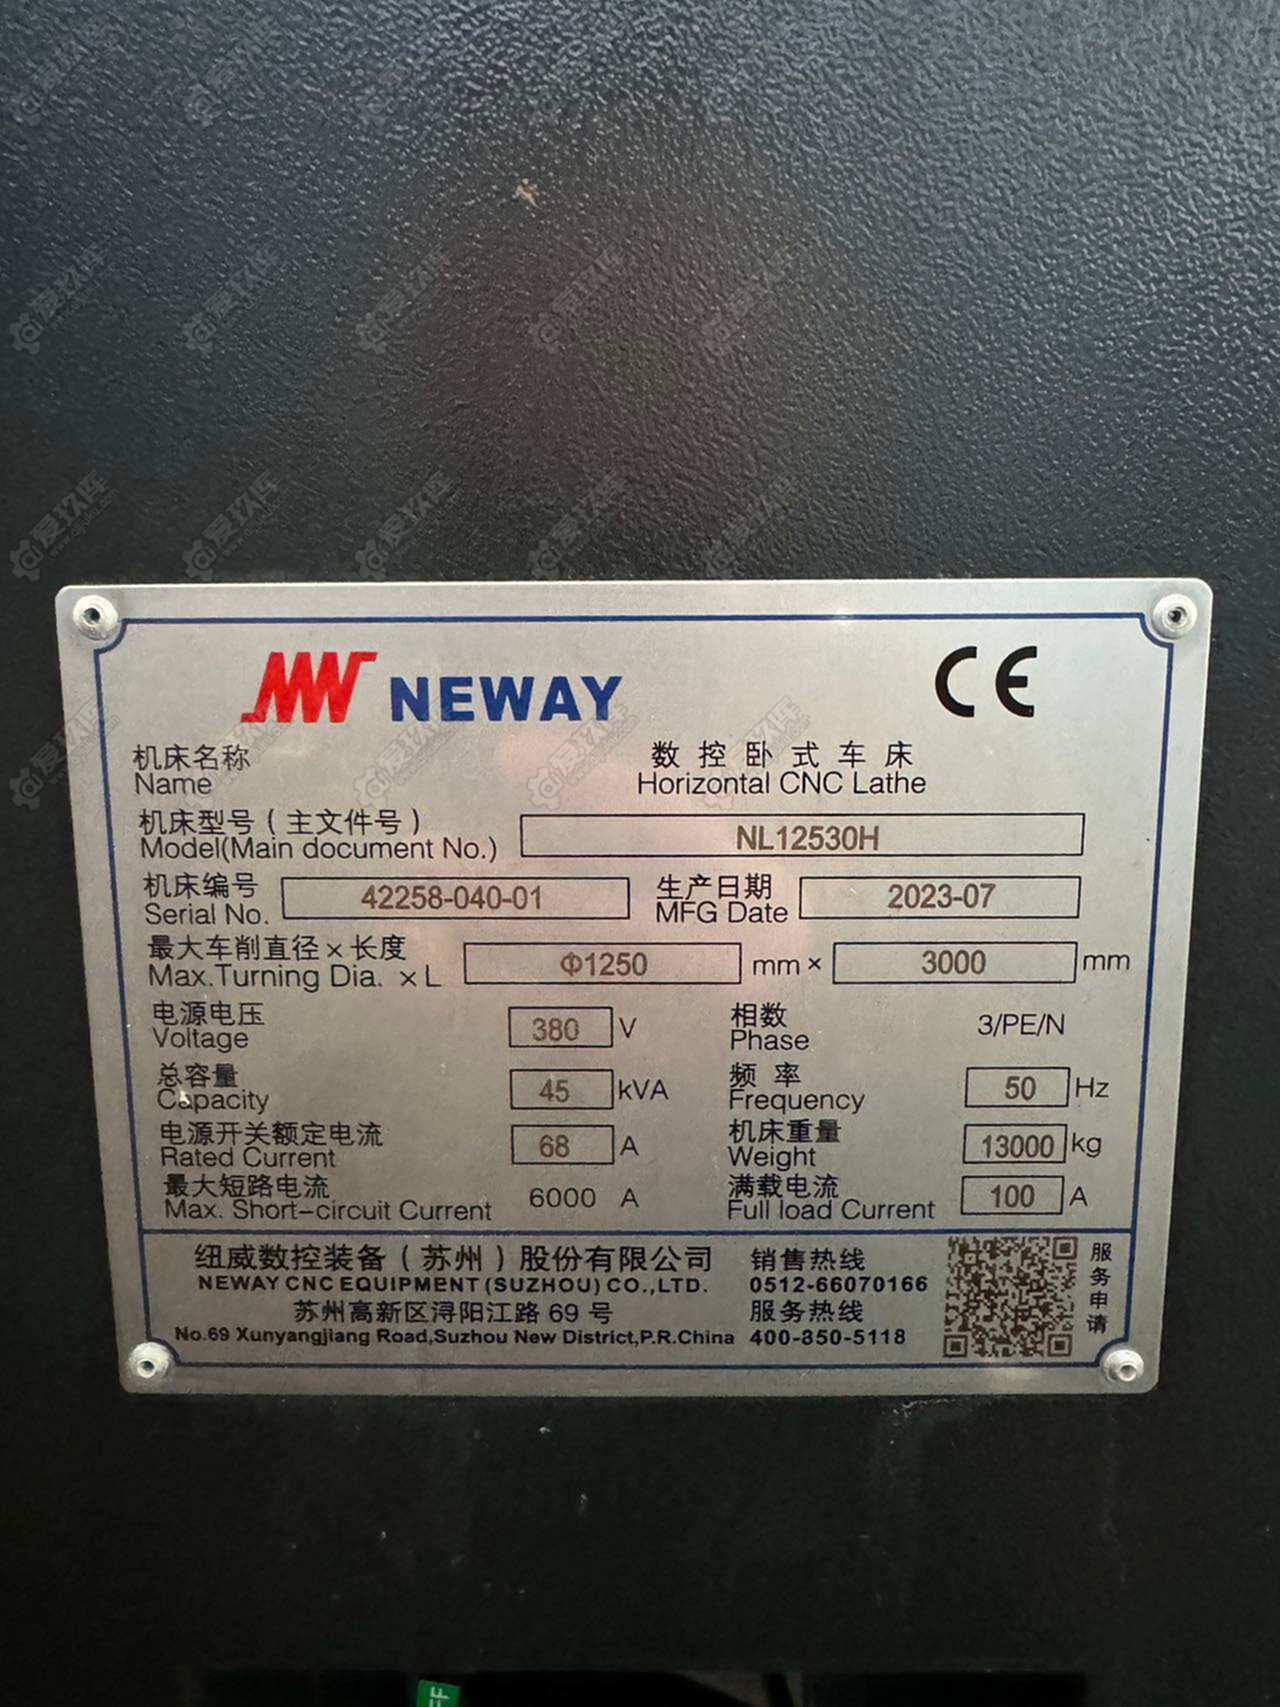 NEWAY CE
机床名称 数控卧式车床
Name Horizontal CNC Lathe
机床型号(主文件号)
Model(Main document No.) NL12530H
机床编号 生产日期
Serial No. 42258-040-01 MFG Date 2023-07
最大车削直径×长度
Max.Turning Dia. ×L Φ1250 mm× 3000 mm
电源电压 相数
Voltage 380 V Phase 3/PE/N
总容量 频率
Capacity 45 kVA Frequency 50 Hz
电源开关额定电流 机床重量
Rated Current 68 A Weight 13000 kg
最大短路电流 满载电流
Max. Short-circuit Current 6000 A Full load Current 100 A
纽威数控装备(苏州)股份有限公司 销售热线
NEWAY CNC EQUIPMENT(SUZHOU)CO.,LTD. 0512-66070166
苏州高新区浔阳江路69号 服务热线
No.69 Xunyangjiang Road,Suzhou New District,P.R.China 400-850-5118
服务申请